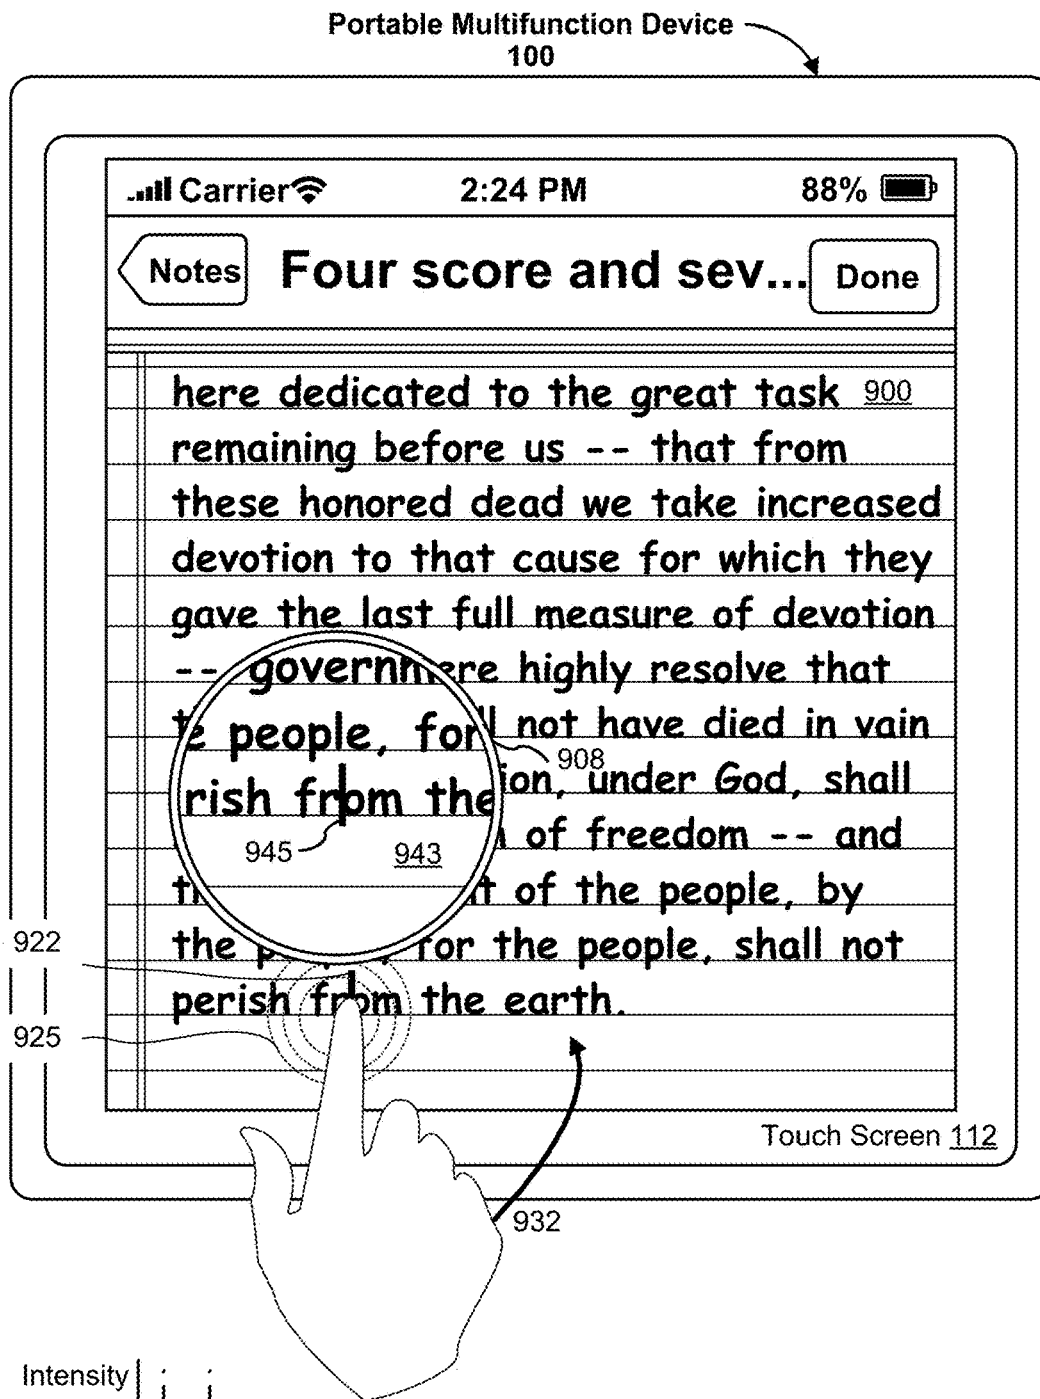 Portable Multifunction Device
100
Carrier 2:24 PM 88%
Notes Four score and sev... Done
here dedicated to the great task 900
remaining before us -- that from
these honored dead we take increased
devotion to that cause for which they
gave the last full measure of devotion
-- governm ere highly resolve that
e people, for l not have died in vain
908
rish from the ion, under God, shall
945 943 n of freedom -- and
t of the people, by
922
the p for the people, shall not
perish from the earth.
925
Touch Screen 112
932
Intensity